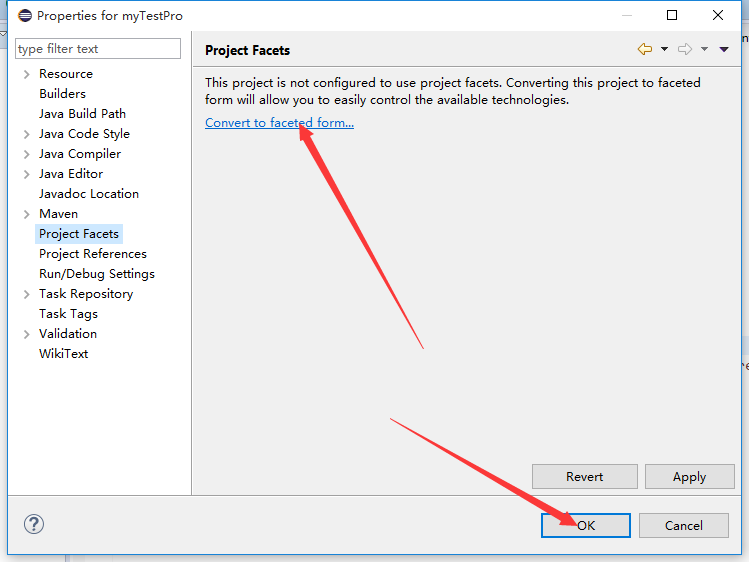 Properties for myTestPro
type filter text
Resource
Builders
Java Build Path
Java Code Style
Java Compiler
Java Editor
Javadoc Location
Maven
Project Facets
Project References
Run/Debug Settings
Task Repository
Task Tags
Validation
WikiText
Project Facets
This project is not configured to use project facets. Converting this project to faceted
form will allow you to easily control the available technologies.
Convert to faceted form...
Revert
Apply
?
OK
Cancel